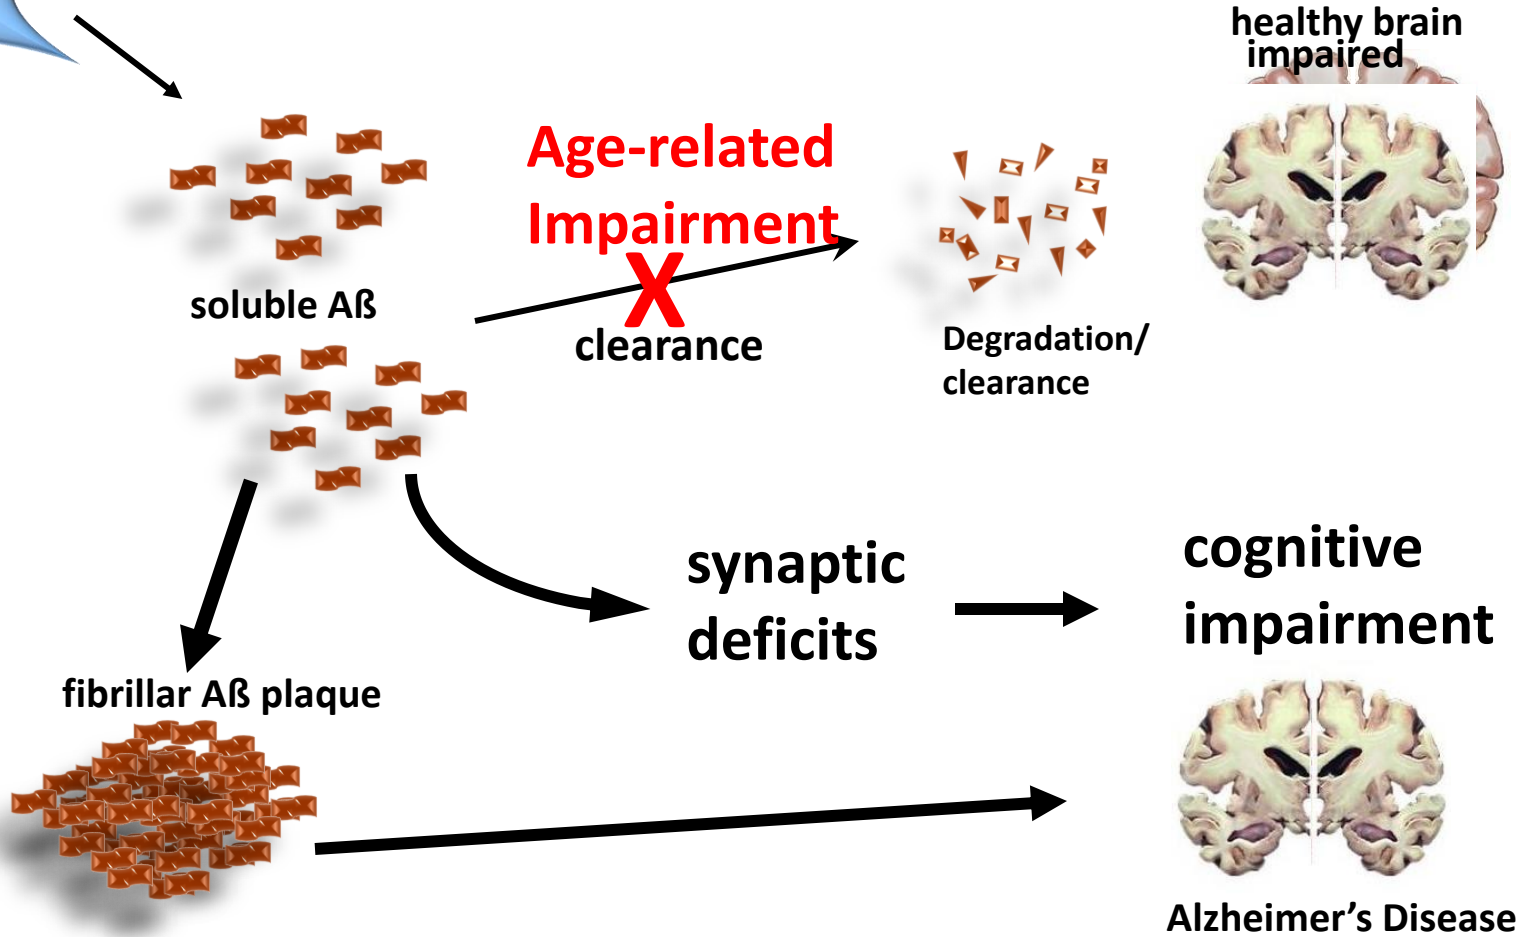 healthy brain
impaired
Age-related
Impairment
X
soluble Aß
clearance
Degradation/
clearance
synaptic
deficits
cognitive
impairment
fibrillar Aß plaque
Alzheimer’s Disease